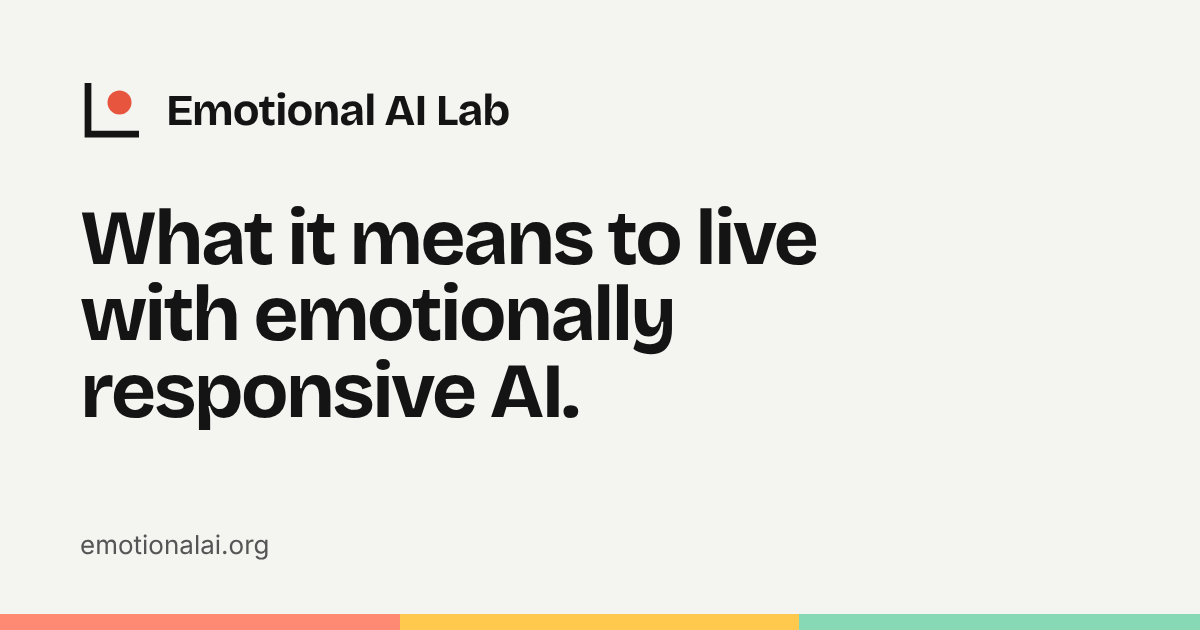 Emotional AI Lab
What it means to live
with emotionally
responsive AI.
emotionalai.org